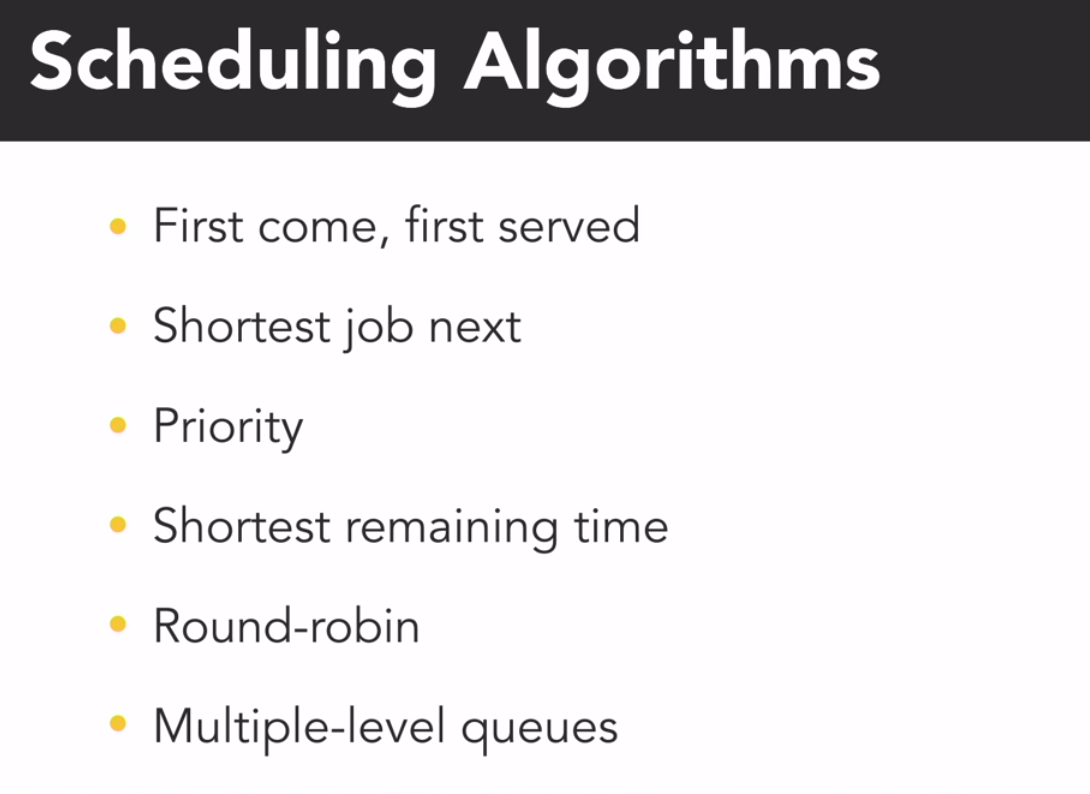 Scheduling Algorithms
• First come, first served
• Shortest job next
• Priority
• Shortest remaining time
• Round-robin
• Multiple-level queues